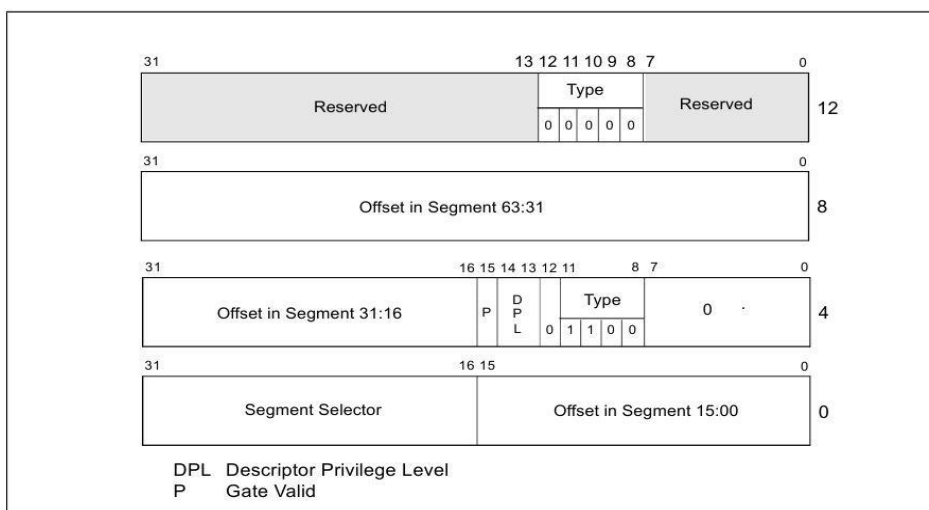 31 13 12 11 10 9 8 7 0
Type
Reserved Reserved 12
0 0 0 0 0
31 0
Offset in Segment 63:31 8
31 16 15 14 13 12 11 8 7 0
Offset in Segment 31:16 P DPL Type 0 . 4
0 1 1 0 0
31 16 15 0
Segment Selector Offset in Segment 15:00 0
DPL Descriptor Privilege Level
P Gate Valid